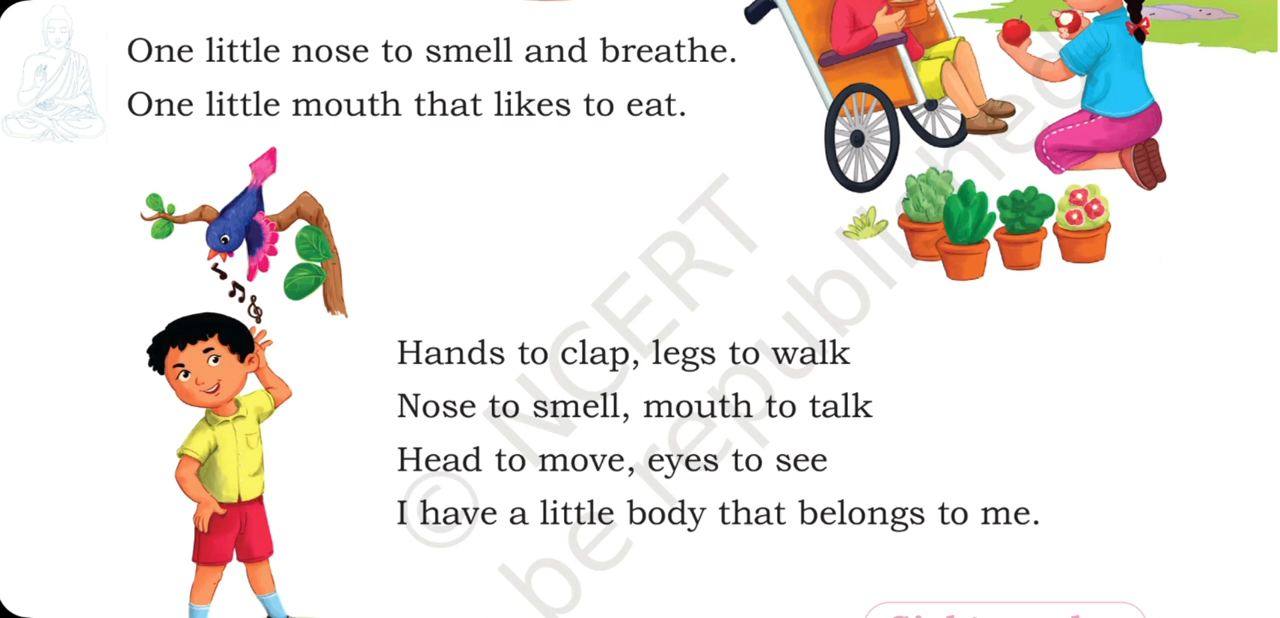 One little nose to smell and breathe.
One little mouth that likes to eat.
Hands to clap, legs to walk
Nose to smell, mouth to talk
Head to move, eyes to see
I have a little body that belongs to me.
© NCERT
be republished